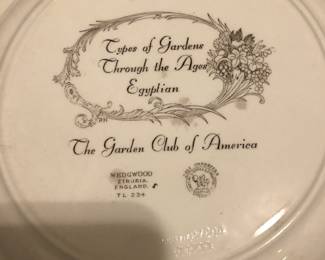 Types of Gardens
Through the Ages
Egyptian
The Garden Club of America
WEDGWOOD
ETRURIA
ENGLAND.
TL 234